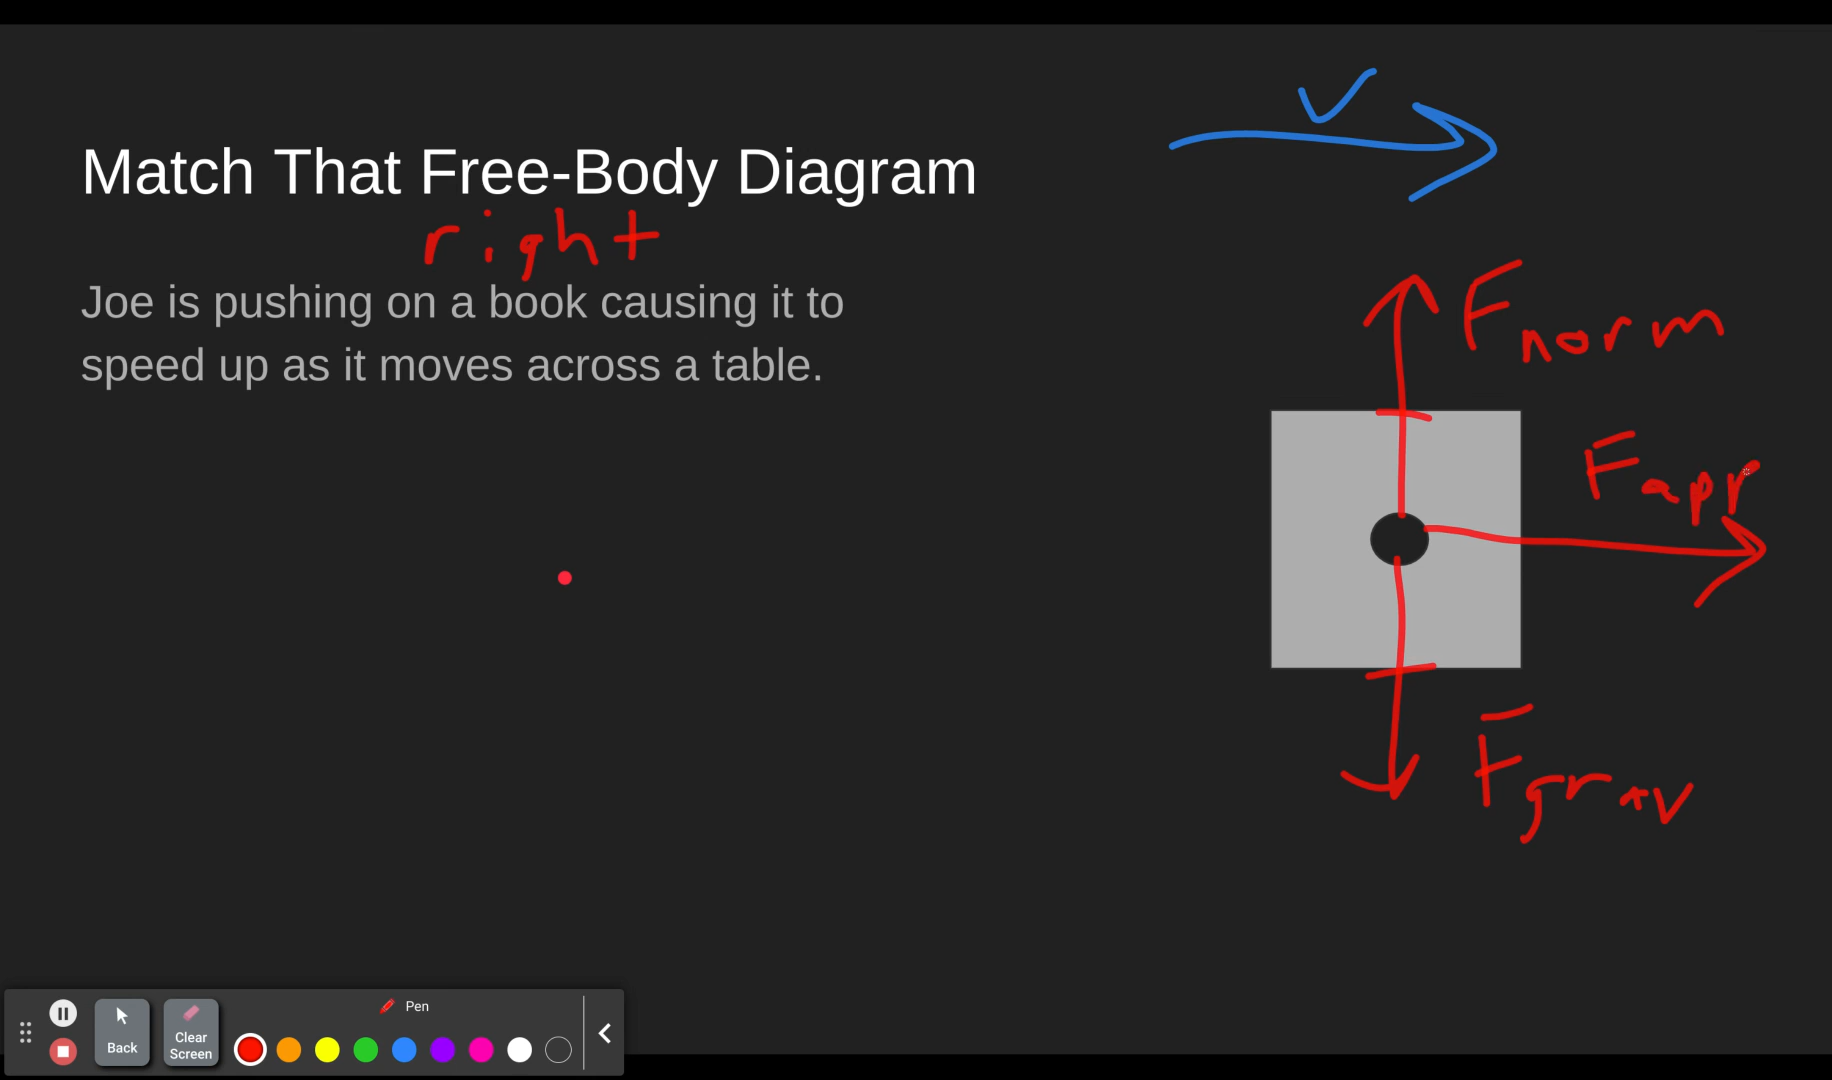 Match That Free-Body Diagram
right
Joe is pushing on a book causing it to
speed up as it moves across a table.
v
Fnorm
Fapp
Fgrav
Pen
Back
Clear
Screen